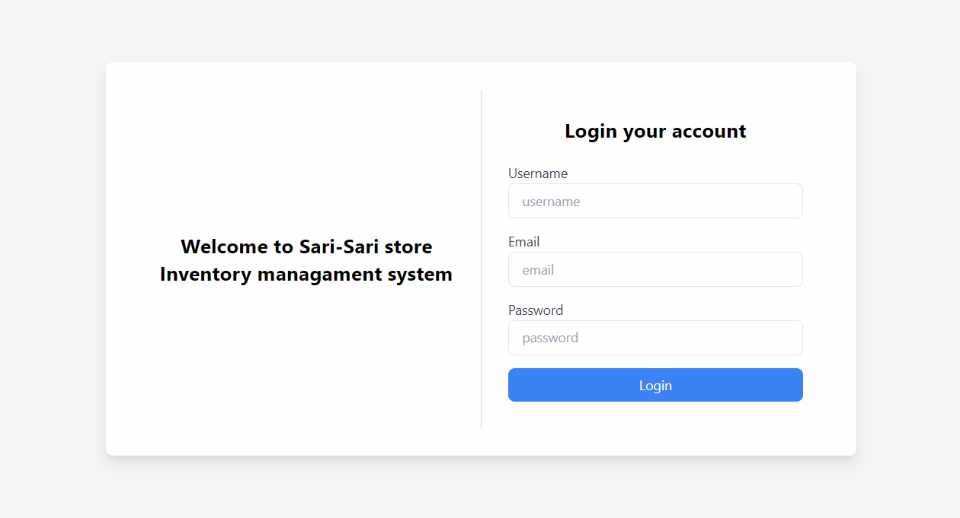 Welcome to Sari-Sari store
Inventory managament system
Login your account
Username
username
Email
email
Password
password
Login